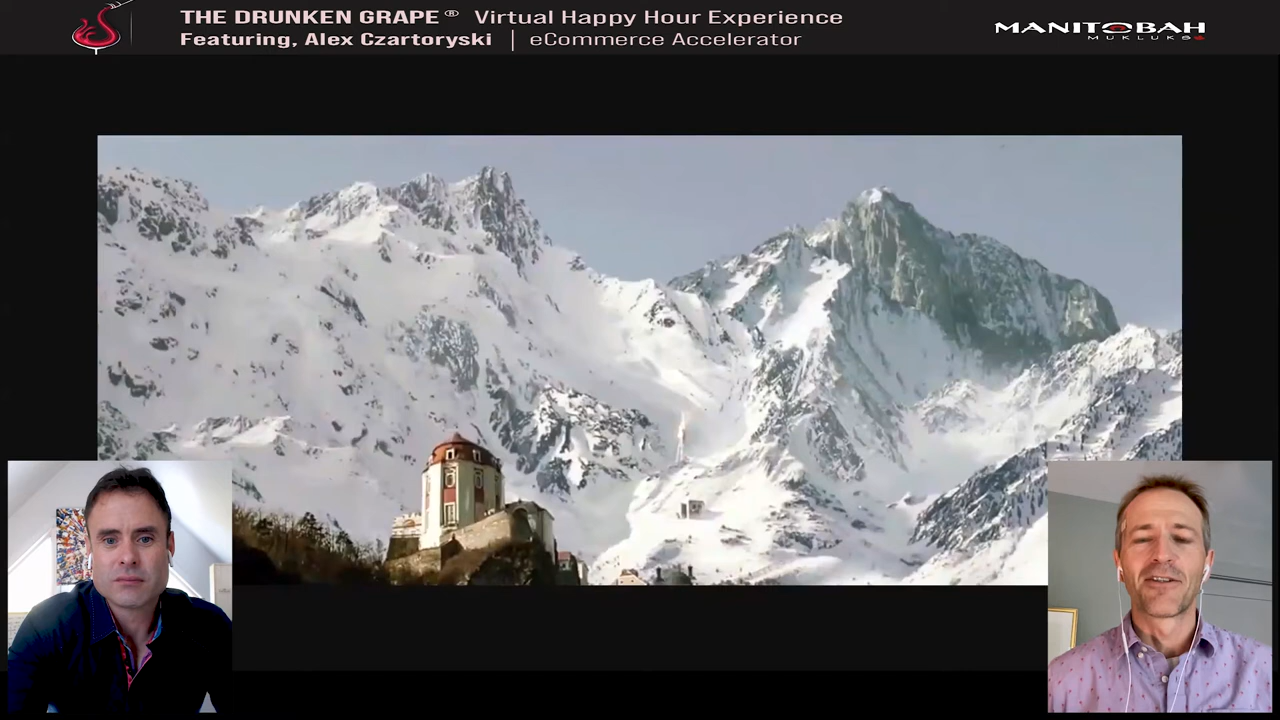 THE DRUNKEN GRAPE® Virtual Happy Hour Experience
Featuring, Alex Czartoryski | eCommerce Accelerator
MANITOBAH
MUKLUKS